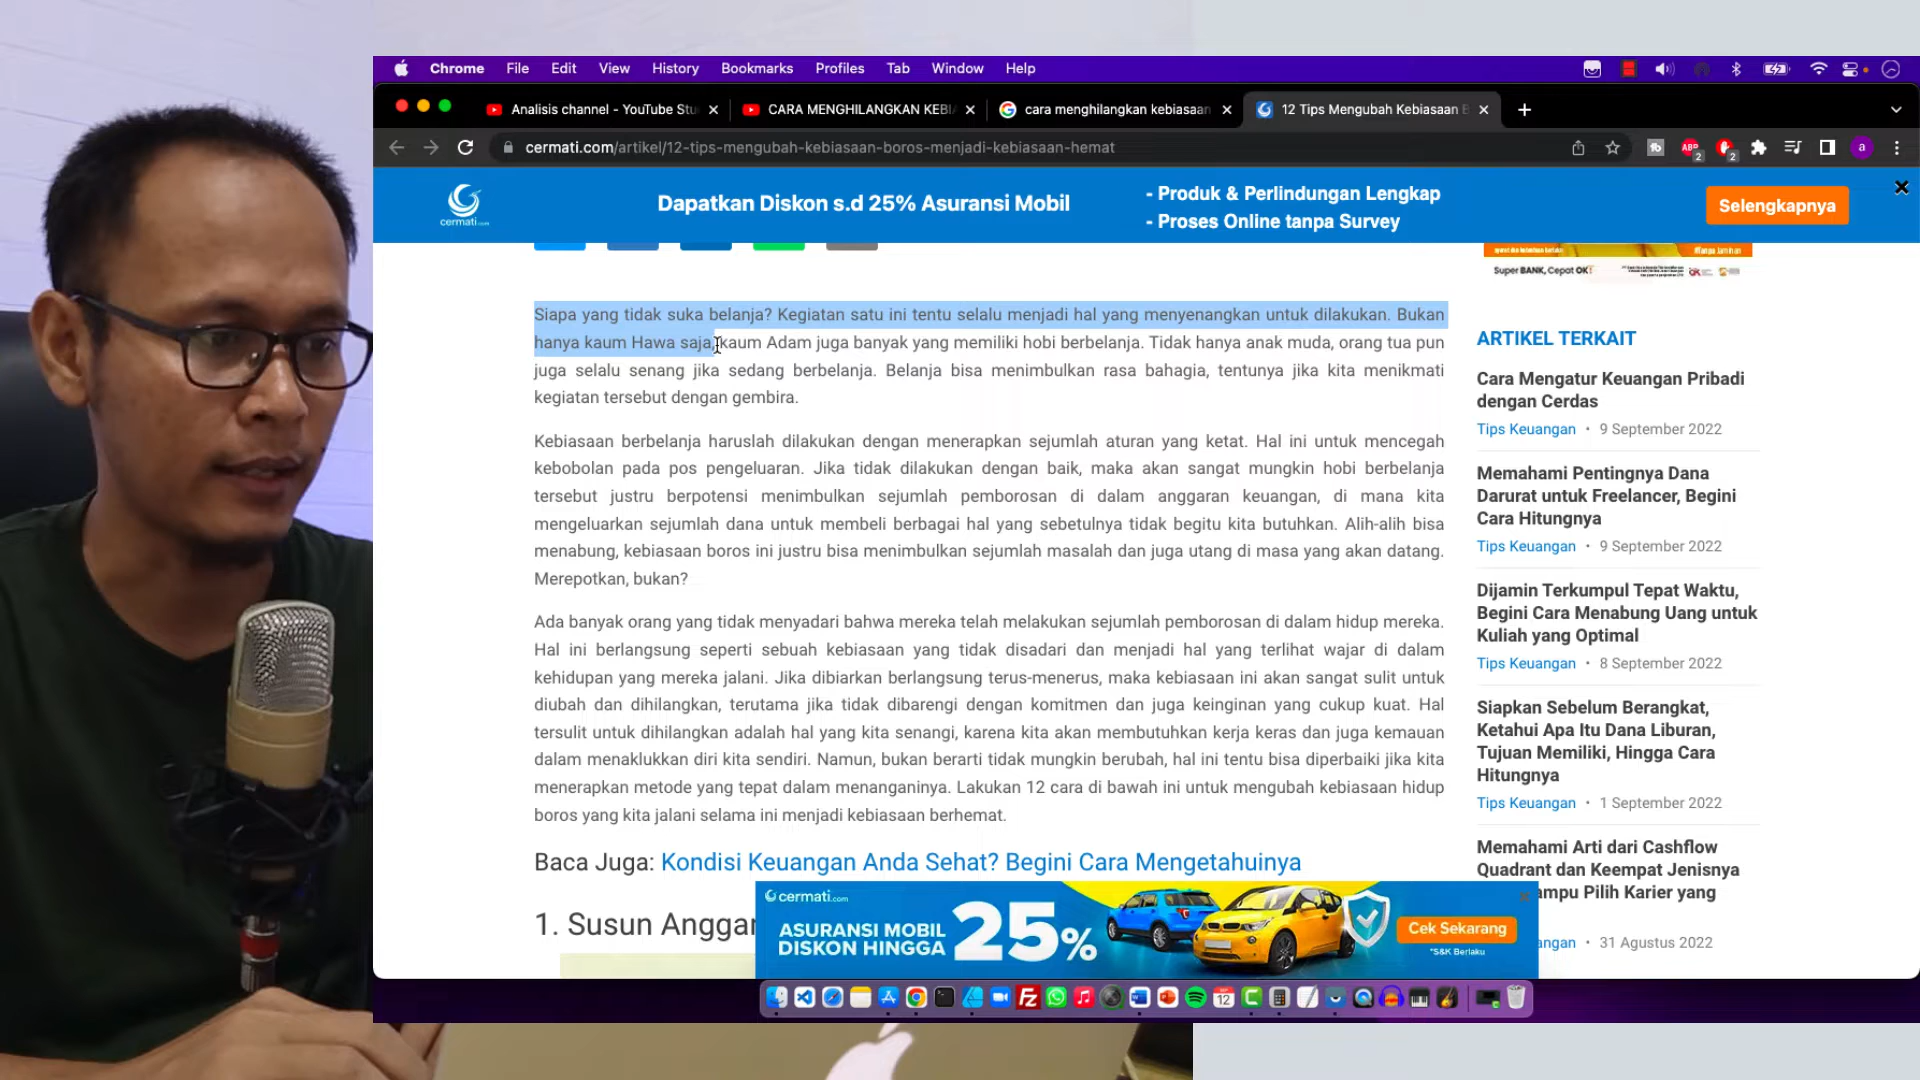 Chrome File Edit View History Bookmarks Profiles Tab Window Help
Analisis channel - YouTube Stu
CARA MENGHILANGKAN KEBI
cara menghilangkan kebiasaan
12 Tips Mengubah Kebiasaan B
cermati.com/artikel/12-tips-mengubah-kebiasaan-boros-menjadi-kebiasaan-hemat
ABP 2 2 a
cermati.com
Dapatkan Diskon s.d 25% Asuransi Mobil
- Produk & Perlindungan Lengkap
- Proses Online tanpa Survey
Selengkapnya
Super BANK, Cepat OK!
Siapa yang tidak suka belanja? Kegiatan satu ini tentu selalu menjadi hal yang menyenangkan untuk dilakukan. Bukan
hanya kaum Hawa saja, kaum Adam juga banyak yang memiliki hobi berbelanja. Tidak hanya anak muda, orang tua pun
juga selalu senang jika sedang berbelanja. Belanja bisa menimbulkan rasa bahagia, tentunya jika kita menikmati
kegiatan tersebut dengan gembira.
Kebiasaan berbelanja haruslah dilakukan dengan menerapkan sejumlah aturan yang ketat. Hal ini untuk mencegah
kebobolan pada pos pengeluaran. Jika tidak dilakukan dengan baik, maka akan sangat mungkin hobi berbelanja
tersebut justru berpotensi menimbulkan sejumlah pemborosan di dalam anggaran keuangan, di mana kita
mengeluarkan sejumlah dana untuk membeli berbagai hal yang sebetulnya tidak begitu kita butuhkan. Alih-alih bisa
menabung, kebiasaan boros ini justru bisa menimbulkan sejumlah masalah dan juga utang di masa yang akan datang.
Merepotkan, bukan?
Ada banyak orang yang tidak menyadari bahwa mereka telah melakukan sejumlah pemborosan di dalam hidup mereka.
Hal ini berlangsung seperti sebuah kebiasaan yang tidak disadari dan menjadi hal yang terlihat wajar di dalam
kehidupan yang mereka jalani. Jika dibiarkan berlangsung terus-menerus, maka kebiasaan ini akan sangat sulit untuk
diubah dan dihilangkan, terutama jika tidak dibarengi dengan komitmen dan juga keinginan yang cukup kuat. Hal
tersulit untuk dihilangkan adalah hal yang kita senangi, karena kita akan membutuhkan kerja keras dan juga kemauan
dalam menaklukkan diri kita sendiri. Namun, bukan berarti tidak mungkin berubah, hal ini tentu bisa diperbaiki jika kita
menerapkan metode yang tepat dalam menanganinya. Lakukan 12 cara di bawah ini untuk mengubah kebiasaan hidup
boros yang kita jalani selama ini menjadi kebiasaan berhemat.
Baca Juga: Kondisi Keuangan Anda Sehat? Begini Cara Mengetahuinya
1. Susun Anggar
ARTIKEL TERKAIT
Cara Mengatur Keuangan Pribadi
dengan Cerdas
Tips Keuangan • 9 September 2022
Memahami Pentingnya Dana
Darurat untuk Freelancer, Begini
Cara Hitungnya
Tips Keuangan • 9 September 2022
Dijamin Terkumpul Tepat Waktu,
Begini Cara Menabung Uang untuk
Kuliah yang Optimal
Tips Keuangan • 8 September 2022
Siapkan Sebelum Berangkat,
Ketahui Apa Itu Dana Liburan,
Tujuan Memiliki, Hingga Cara
Hitungnya
Tips Keuangan • 1 September 2022
Memahami Arti dari Cashflow
Quadrant dan Keempat Jenisnya
ampu Pilih Karier yang
angan • 31 Agustus 2022
cermati.com
ASURANSI MOBIL
DISKON HINGGA
25%
Cek Sekarang
*S&K Berlaku
12